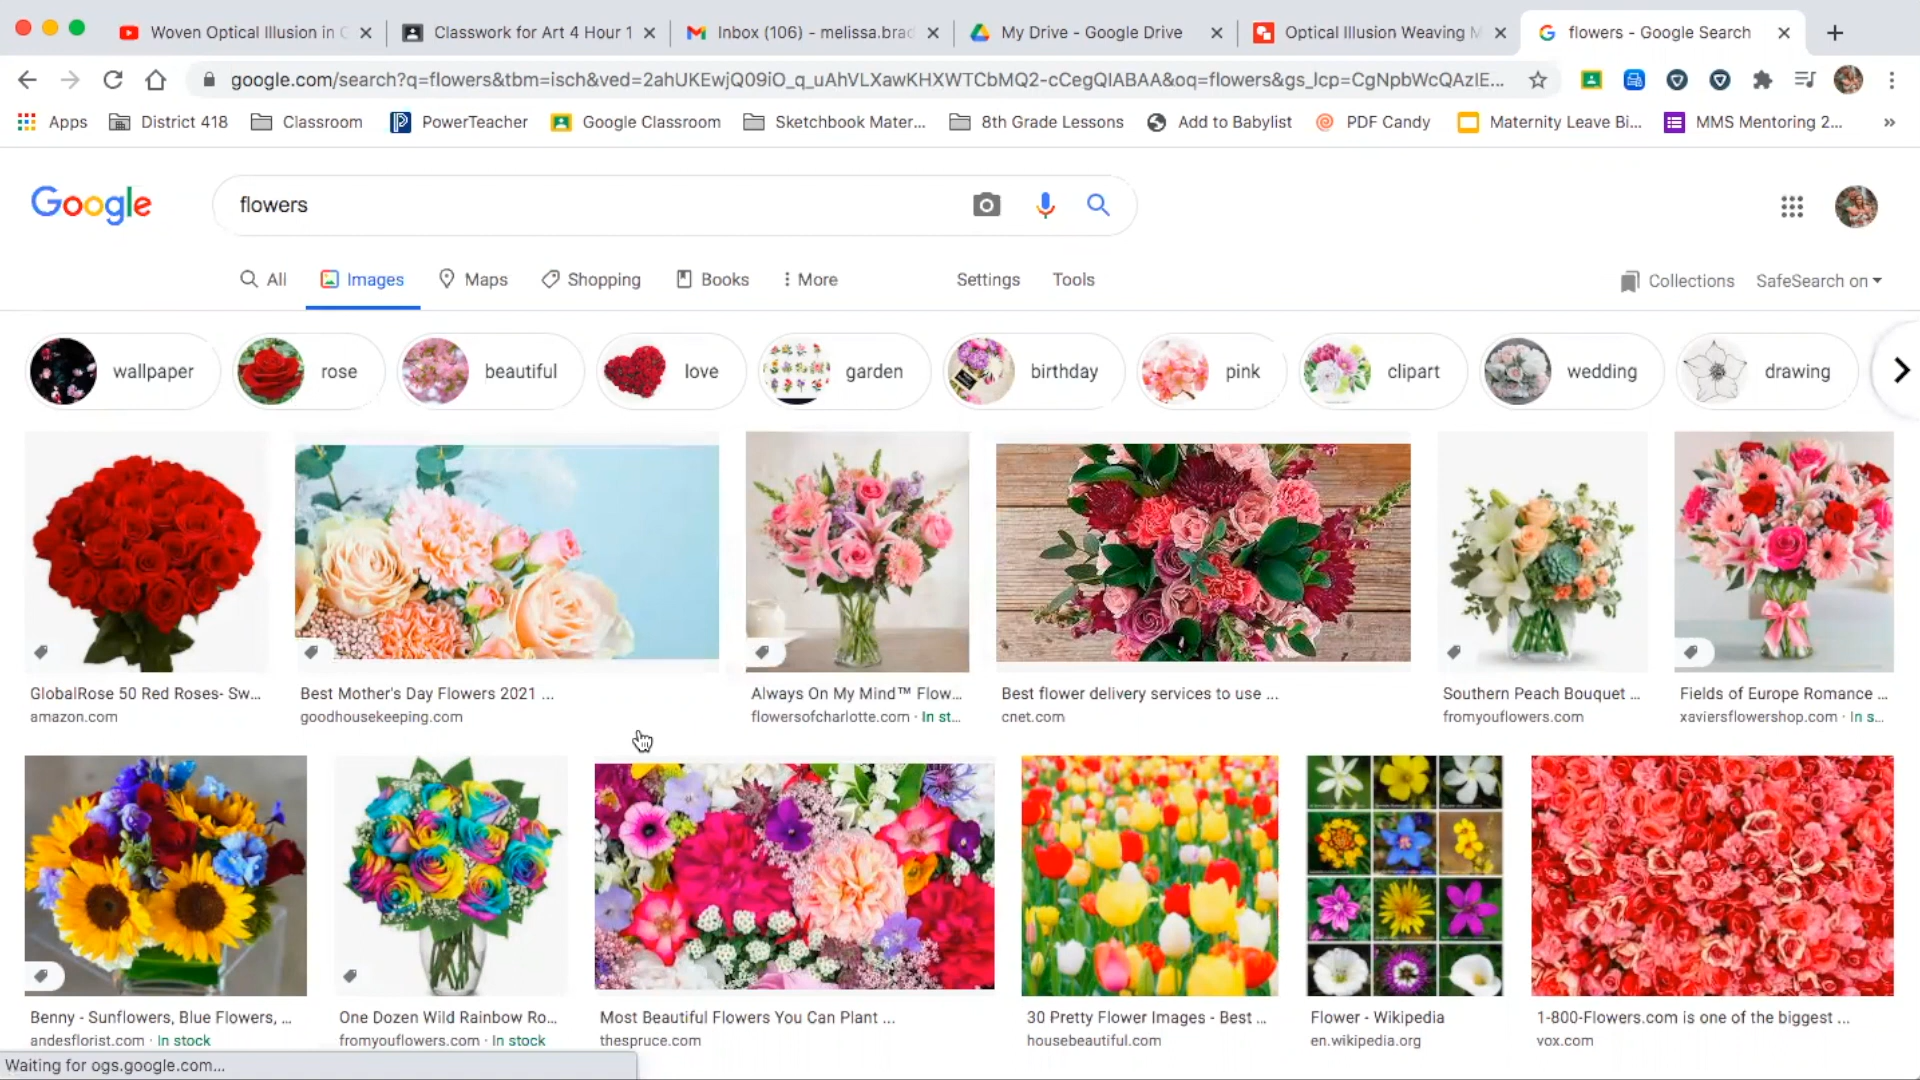 Woven Optical Illusion in C
Classwork for Art 4 Hour 1
Inbox (106) - melissa.brad
My Drive - Google Drive
Optical Illusion Weaving M
flowers - Google Search
google.com/search?q=flowers&tbm=isch&ved=2ahUKEwjQ09iO_q_uAhVLXawKHXWTCbMQ2-cCegQIABAA&oq=flowers&gs_lcp=CgNpbWcQAzIE...
Apps District 418 Classroom PowerTeacher Google Classroom Sketchbook Mater... 8th Grade Lessons Add to Babylist PDF Candy Maternity Leave Bi... MMS Mentoring 2... »
Google
flowers
All Images Maps Shopping Books More Settings Tools Collections SafeSearch on
wallpaper rose beautiful love garden birthday pink clipart wedding drawing
GlobalRose 50 Red Roses- Sw...
amazon.com
Best Mother's Day Flowers 2021 ...
goodhousekeeping.com
Always On My Mind™ Flow...
flowersofcharlotte.com · In st...
Best flower delivery services to use ...
cnet.com
Southern Peach Bouquet ...
fromyouflowers.com
Fields of Europe Romance ...
xaviersflowershop.com · In s...
Benny - Sunflowers, Blue Flowers, ...
andesflorist.com · In stock
One Dozen Wild Rainbow Ro...
fromyouflowers.com · In stock
Most Beautiful Flowers You Can Plant ...
thespruce.com
30 Pretty Flower Images - Best ...
housebeautiful.com
Flower - Wikipedia
en.wikipedia.org
1-800-Flowers.com is one of the biggest ...
vox.com
Waiting for ogs.google.com...